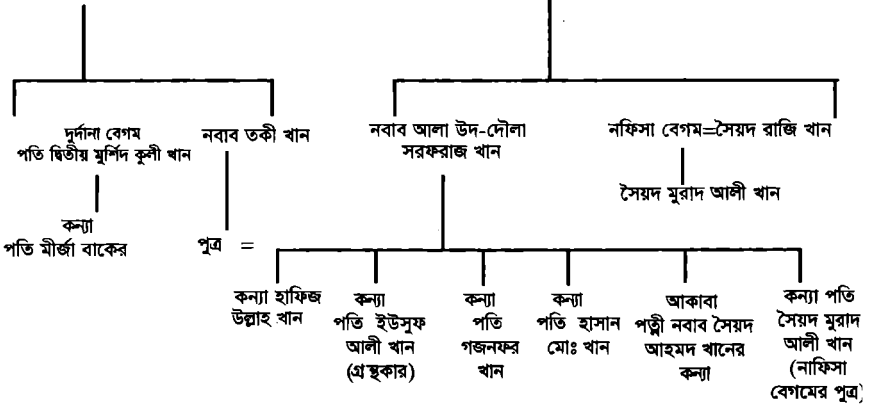 দুর্দানা বেগম
পতি দ্বিতীয় মুর্শিদ কুলী খান
নবাব তকী খান
নবাব আলা উদ-দৌলা
সরফরাজ খান
নফিসা বেগম=সৈয়দ রাজি খান
সৈয়দ মুরাদ আলী খান
কন্যা
পতি মীর্জা বাকের
পুত্র =
কন্যা হাফিজ
উল্লাহ খান
কন্যা
পতি ইউসুফ
আলী খান
(গ্রন্থকার)
কন্যা
পতি
গজনফর
খান
কন্যা
পতি হাসান
মোঃ খান
আকাবা
পত্নী নবাব সৈয়দ
আহমদ খানের
কন্যা
কন্যা পতি
সৈয়দ মুরাদ
আলী খান
(নাফিসা
বেগমের পুত্র)